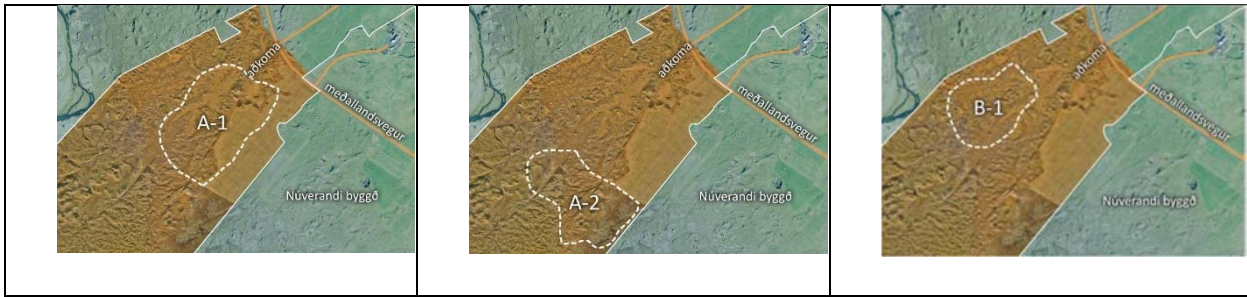 aðkoma
meðallandsvegur
A-1
Núverandi byggð
aðkoma
meðallandsvegur
A-2
Núverandi byggð
aðkoma
meðallandsvegur
B-1
Núverandi byggð